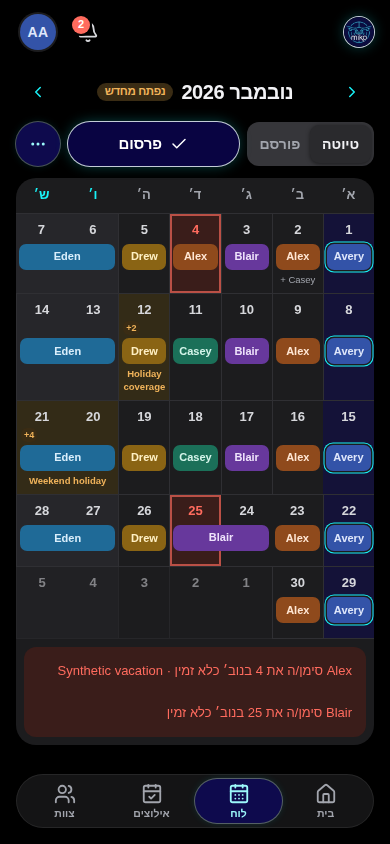 AA
2
miko
נובמבר 2026 נפתח מחדש
טיוטה פורסם פרסום
א׳ ב׳ ג׳ ד׳ ה׳ ו׳ ש׳
1 2 3 4 5 6 7
Avery Alex Blair Alex Drew Eden
+ Casey
8 9 10 11 12 13 14
+2
Avery Alex Blair Casey Drew Eden
Holiday
coverage
15 16 17 18 19 20 21
+4
Avery Alex Blair Casey Drew Eden
Weekend holiday
22 23 24 25 26 27 28
Avery Alex Blair Drew Eden
29 30 1 2 3 4 5
Avery Alex
Alex סימן/ה את 4 בנוב׳ כלא זמין · Synthetic vacation
Blair סימן/ה את 25 בנוב׳ כלא זמין
בית לוח אילוצים צוות